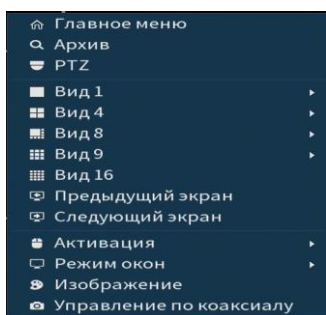 Главное меню
Архив
PTZ
Вид 1
Вид 4
Вид 8
Вид 9
Вид 16
Предыдущий экран
Следующий экран
Активация
Режим окон
Изображение
Управление по коаксиалу